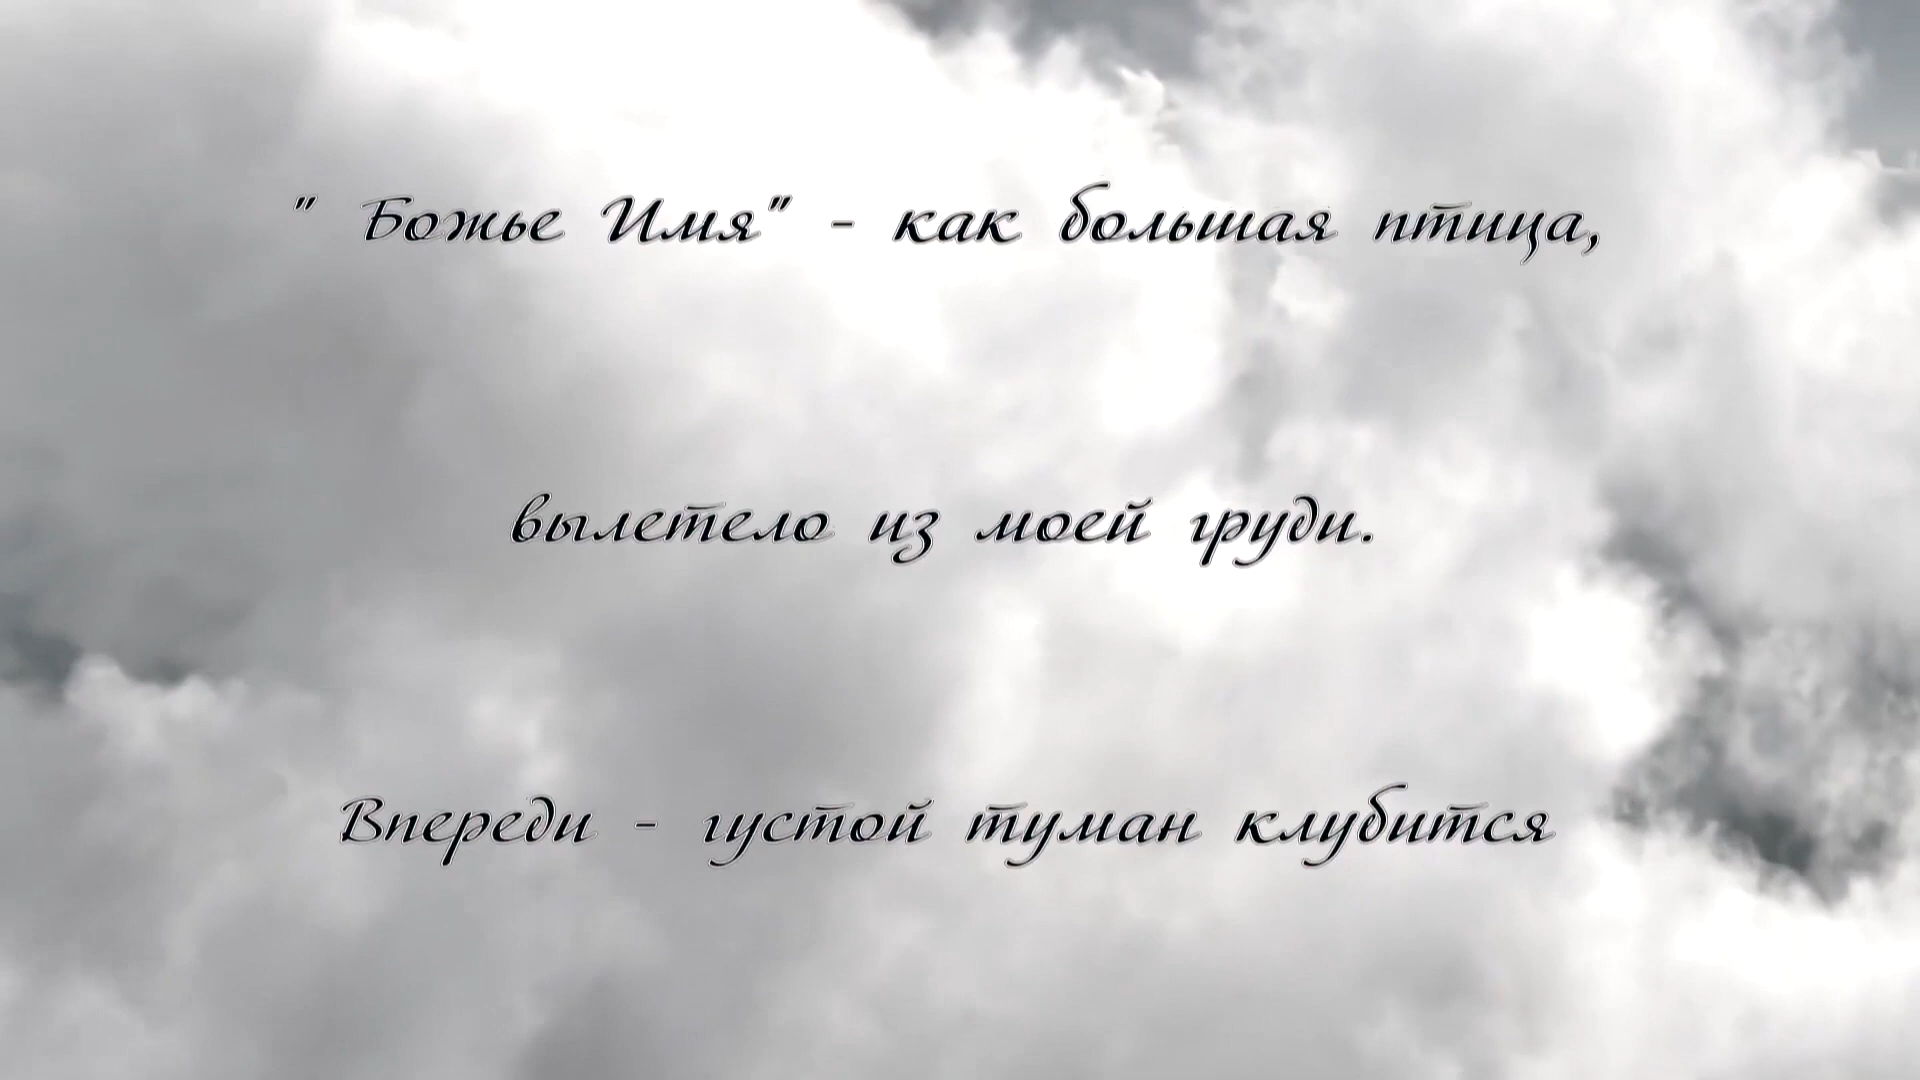 " Божье Имя" - как большая птица,
вылетело из моей груди.
Впереди - густой туман клубится